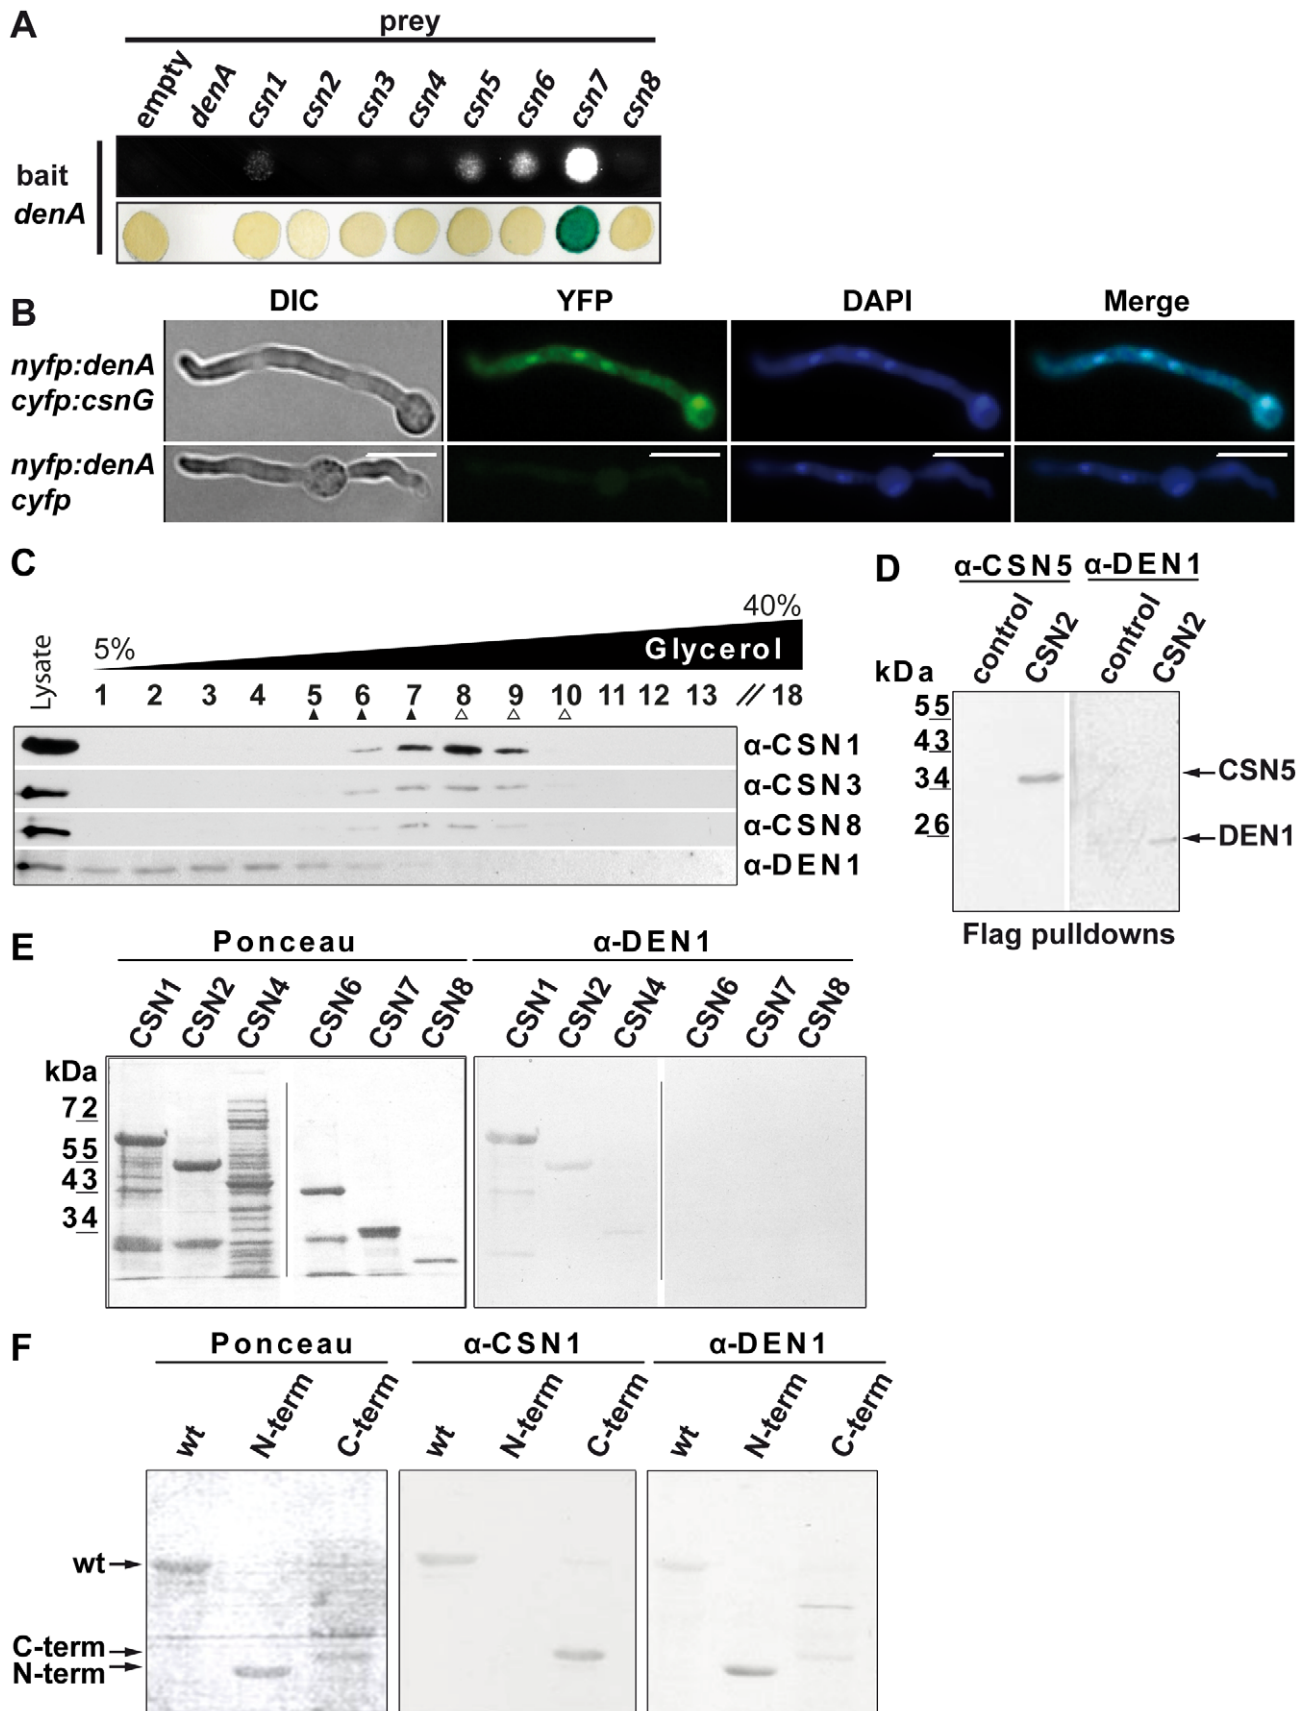 A
prey
empty denA csn1 csn2 csn3 csn4 csn5 csn6 csn7 csn8
bait
denA
B
DIC YFP DAPI Merge
nyfp:denA
cyfp:csnG
nyfp:denA
cyfp
C
5% 40%
Glycerol
Lysate 1 2 3 4 5 6 7 8 9 10 11 12 13 // 18
α-CSN1
α-CSN3
α-CSN8
α-DEN1
D
α-CSN5 α-DEN1
control CSN2 control CSN2
kDa
55
43
34
26
CSN5
DEN1
Flag pulldowns
E
Ponceau α-DEN1
CSN1 CSN2 CSN4 CSN6 CSN7 CSN8 CSN1 CSN2 CSN4 CSN6 CSN7 CSN8
kDa
72
55
43
34
F
Ponceau α-CSN1 α-DEN1
wt N-term C-term wt N-term C-term wt N-term C-term
wt
C-term
N-term